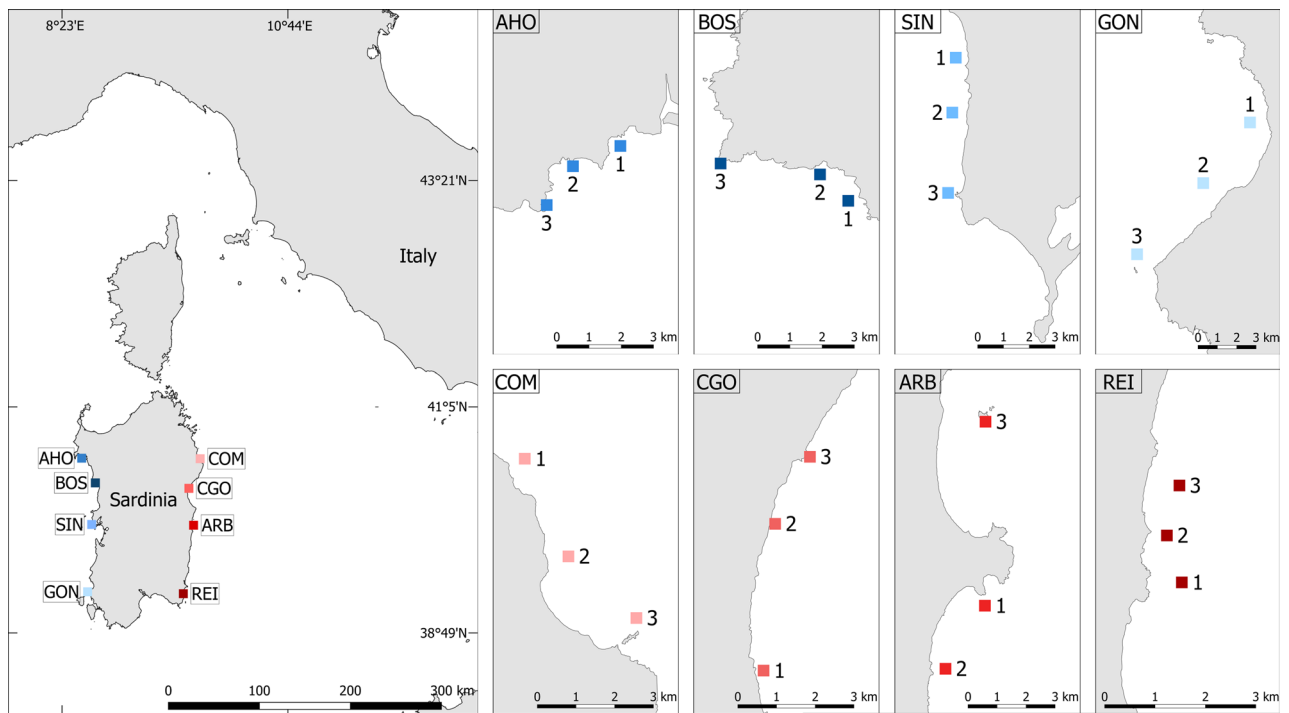 8°23'E 10°44'E
43°21'N
Italy
41°5'N
AHO
COM
BOS
CGO
Sardinia
SIN
ARB
GON
REI
38°49'N
0 100 200 300 km
AHO
1
2
3
0 1 2 3 km
BOS
3
2
1
0 1 2 3 km
SIN
1
2
3
0 1 2 3 km
GON
1
2
3
0 1 2 3 km
COM
1
2
3
0 1 2 3 km
CGO
3
2
1
0 1 2 3 km
ARB
3
1
2
0 1 2 3 km
REI
3
2
1
0 1 2 3 km